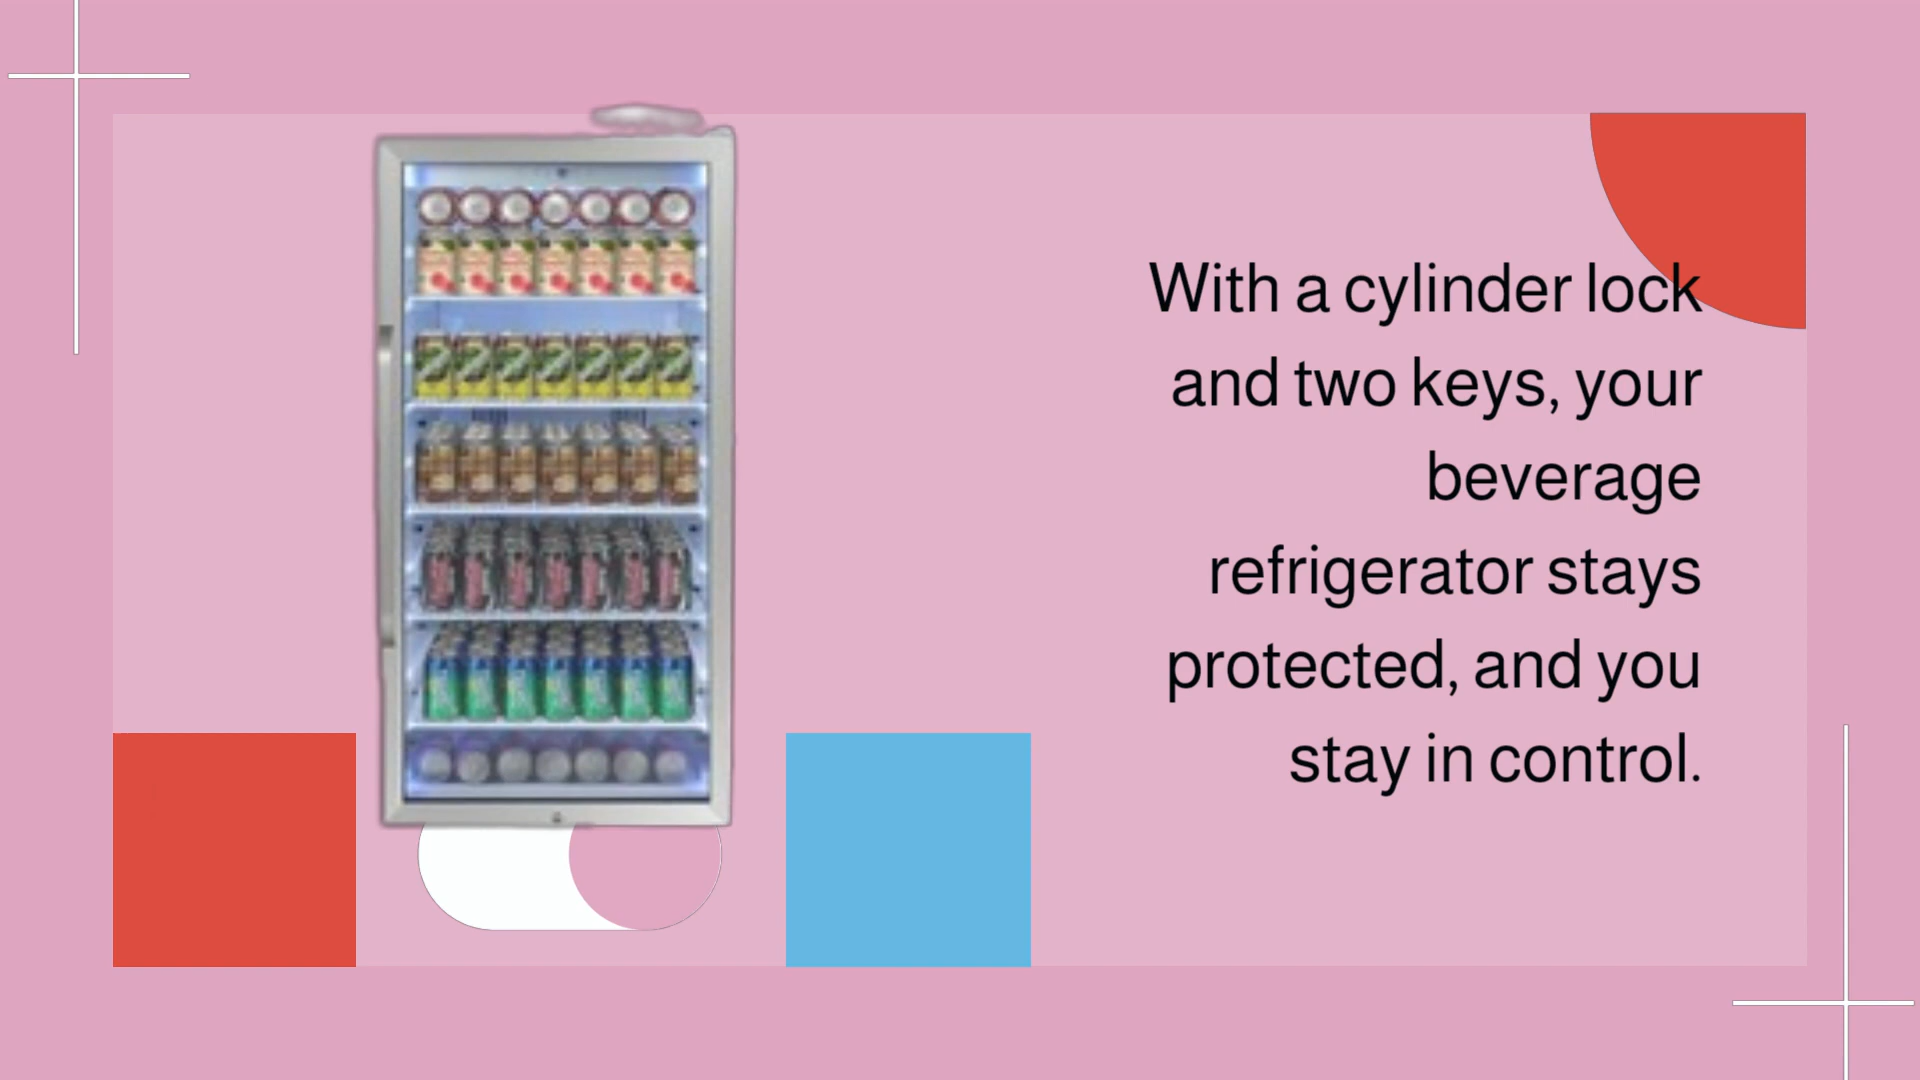 With a cylinder lock
and two keys, your
beverage
refrigerator stays
protected, and you
stay in control.